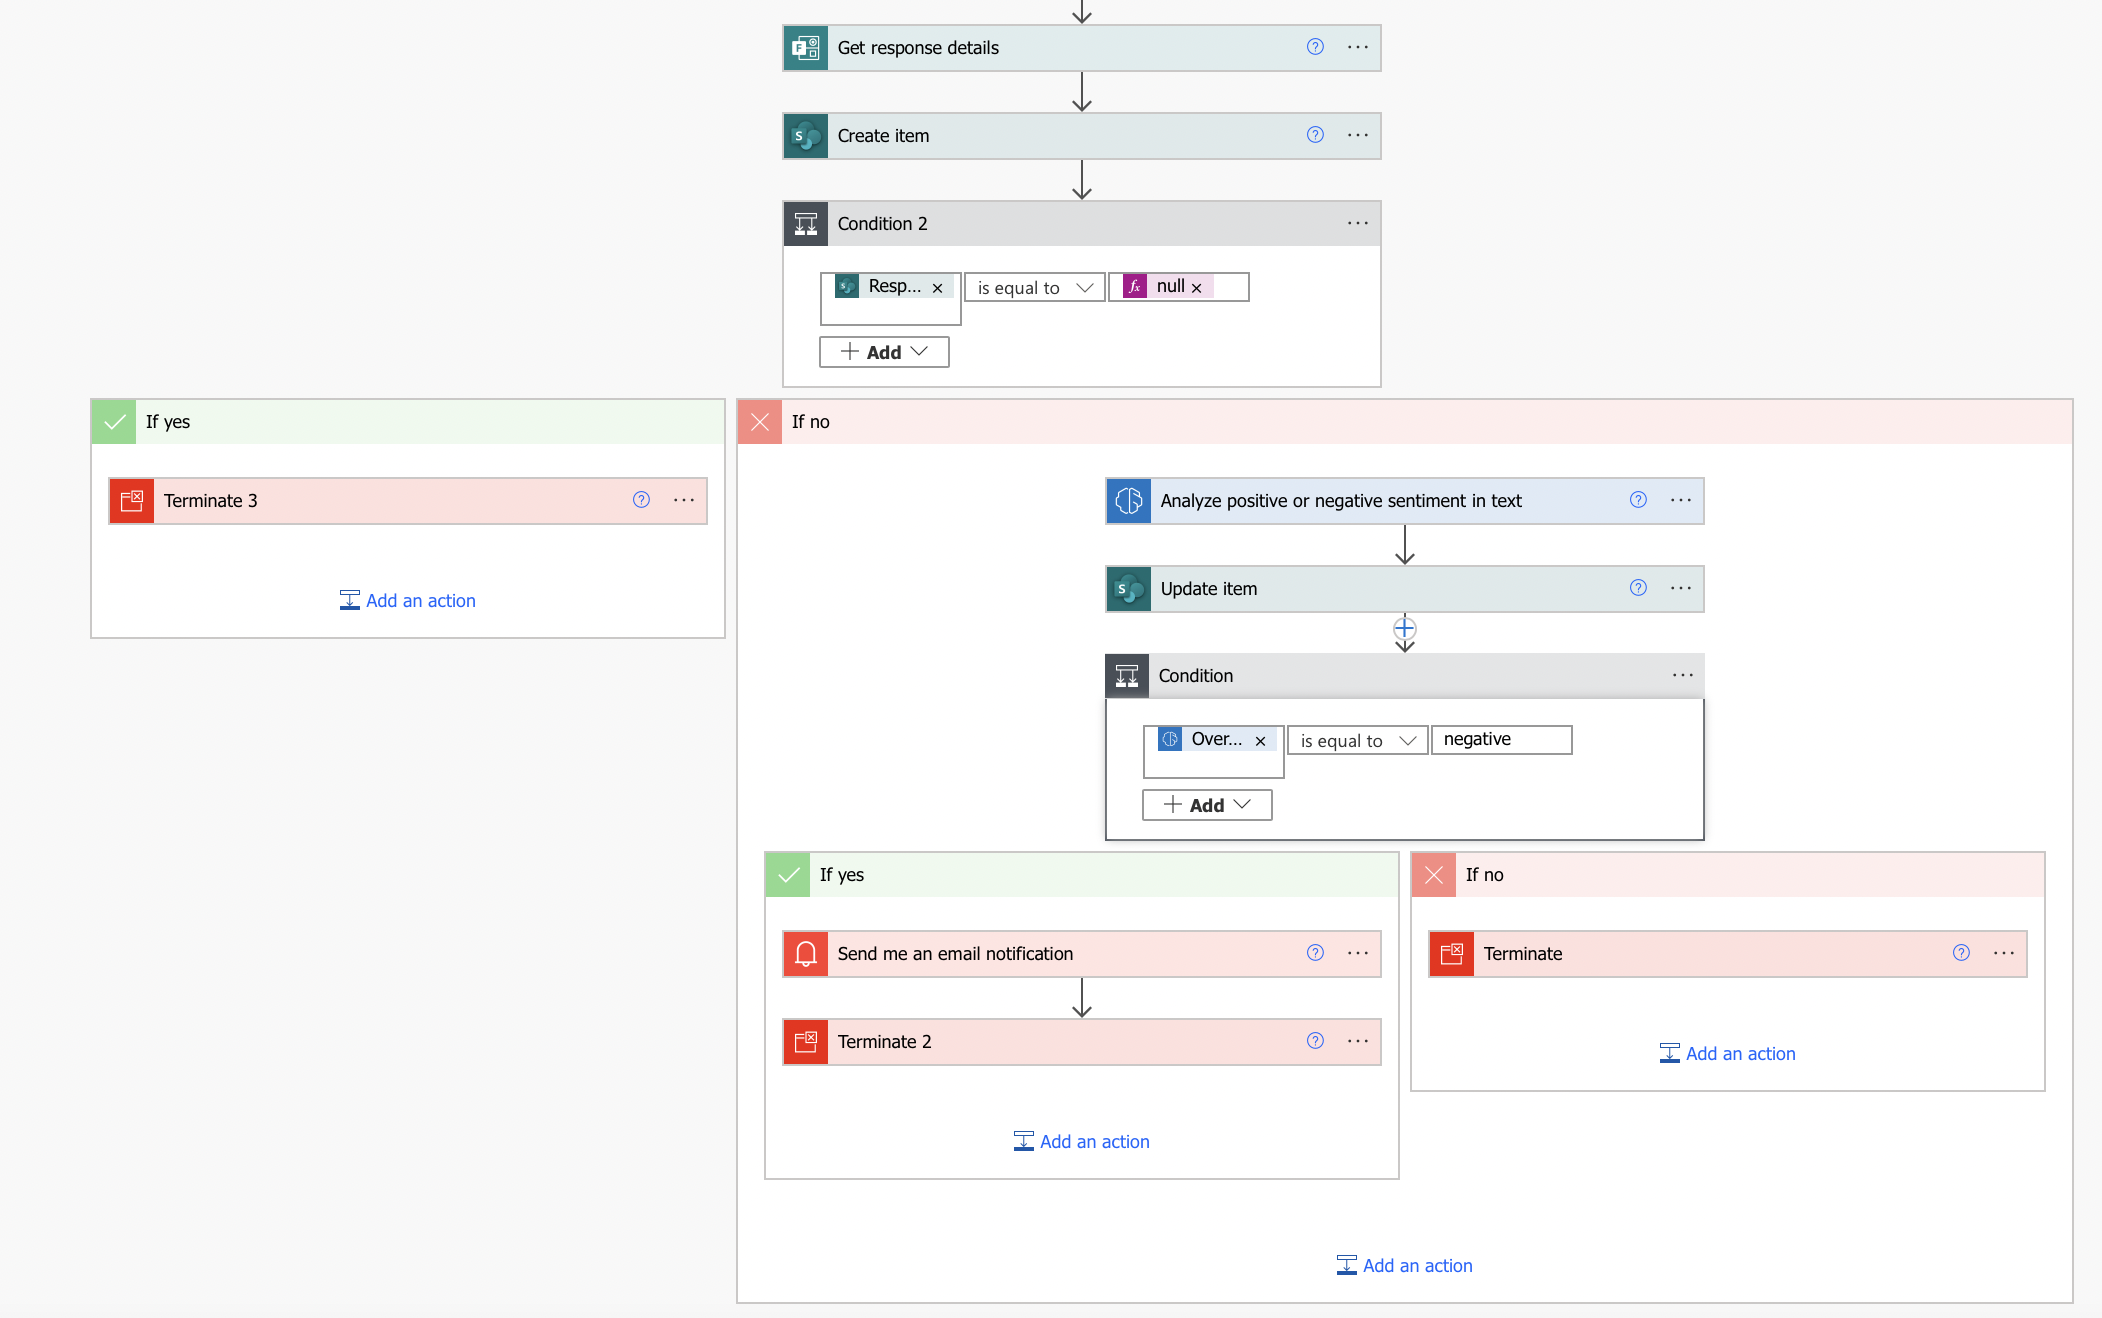 Get response details
Create item
Condition 2
Resp... is equal to null
Add
If yes
If no
Terminate 3
Add an action
Analyze positive or negative sentiment in text
Update item
Condition
Over... is equal to negative
Add
If yes
If no
Send me an email notification
Terminate
Terminate 2
Add an action
Add an action
Add an action